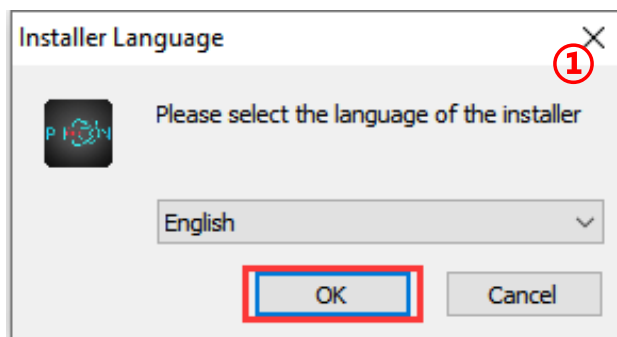 Installer Language
①
Please select the language of the installer
English
OK
Cancel